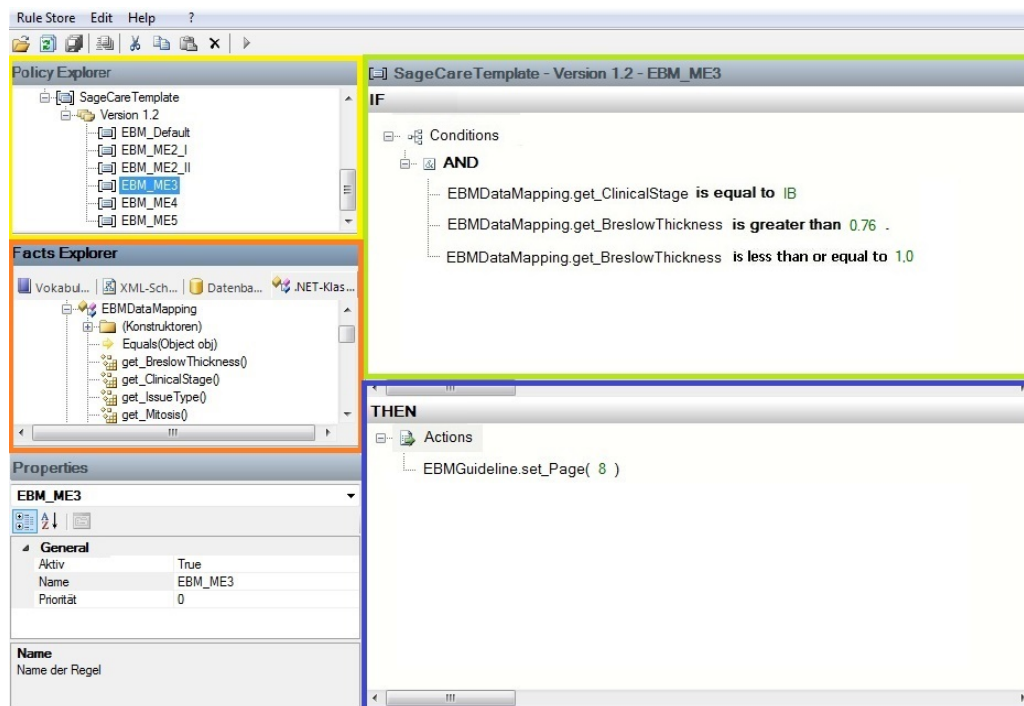 Rule Store Edit Help ?
Policy Explorer
SageCareTemplate
Version 1.2
EBM_Default
EBM_ME2_I
EBM_ME2_II
EBM_ME3
EBM_ME4
EBM_ME5
Facts Explorer
Vokabul... XML-Sch... Datenba... .NET-Klas...
EBMDataMapping
(Konstruktoren)
Equals(Object obj)
get_BreslowThickness()
get_ClinicalStage()
get_IssueType()
get_Mitosis()
Properties
EBM_ME3
General
Aktiv True
Name EBM_ME3
Priorität 0
Name
Name der Regel
SageCareTemplate - Version 1.2 - EBM_ME3
IF
Conditions
AND
EBMDataMapping.get_ClinicalStage is equal to IB
EBMDataMapping.get_BreslowThickness is greater than 0.76 .
EBMDataMapping.get_BreslowThickness is less than or equal to 1,0
THEN
Actions
EBMGuideline.set_Page( 8 )